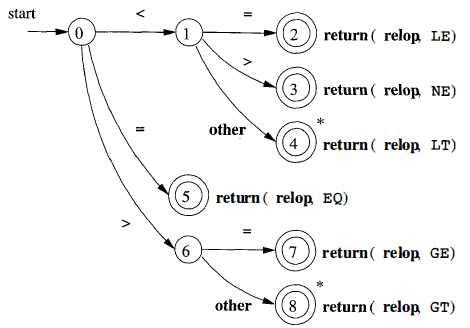 start
0 < 1 = 2 return( relop, LE)
> 3 return( relop, NE)
other 4 * return( relop, LT)
= 5 return( relop, EQ)
> 6 = 7 return( relop, GE)
other 8 * return( relop, GT)